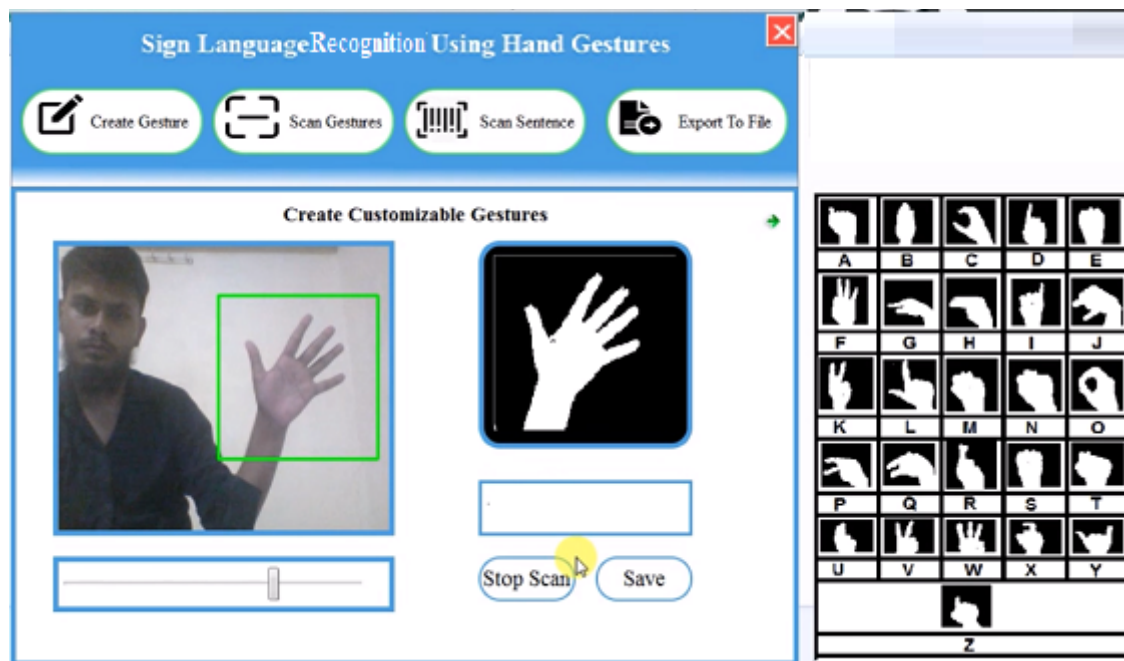 Sign LanguageRecognition Using Hand Gestures
Create Gesture
Scan Gestures
Scan Sentence
Export To File
Create Customizable Gestures
Stop Scan
Save
A B C D E
F G H I J
K L M N O
P Q R S T
U V W X Y
Z